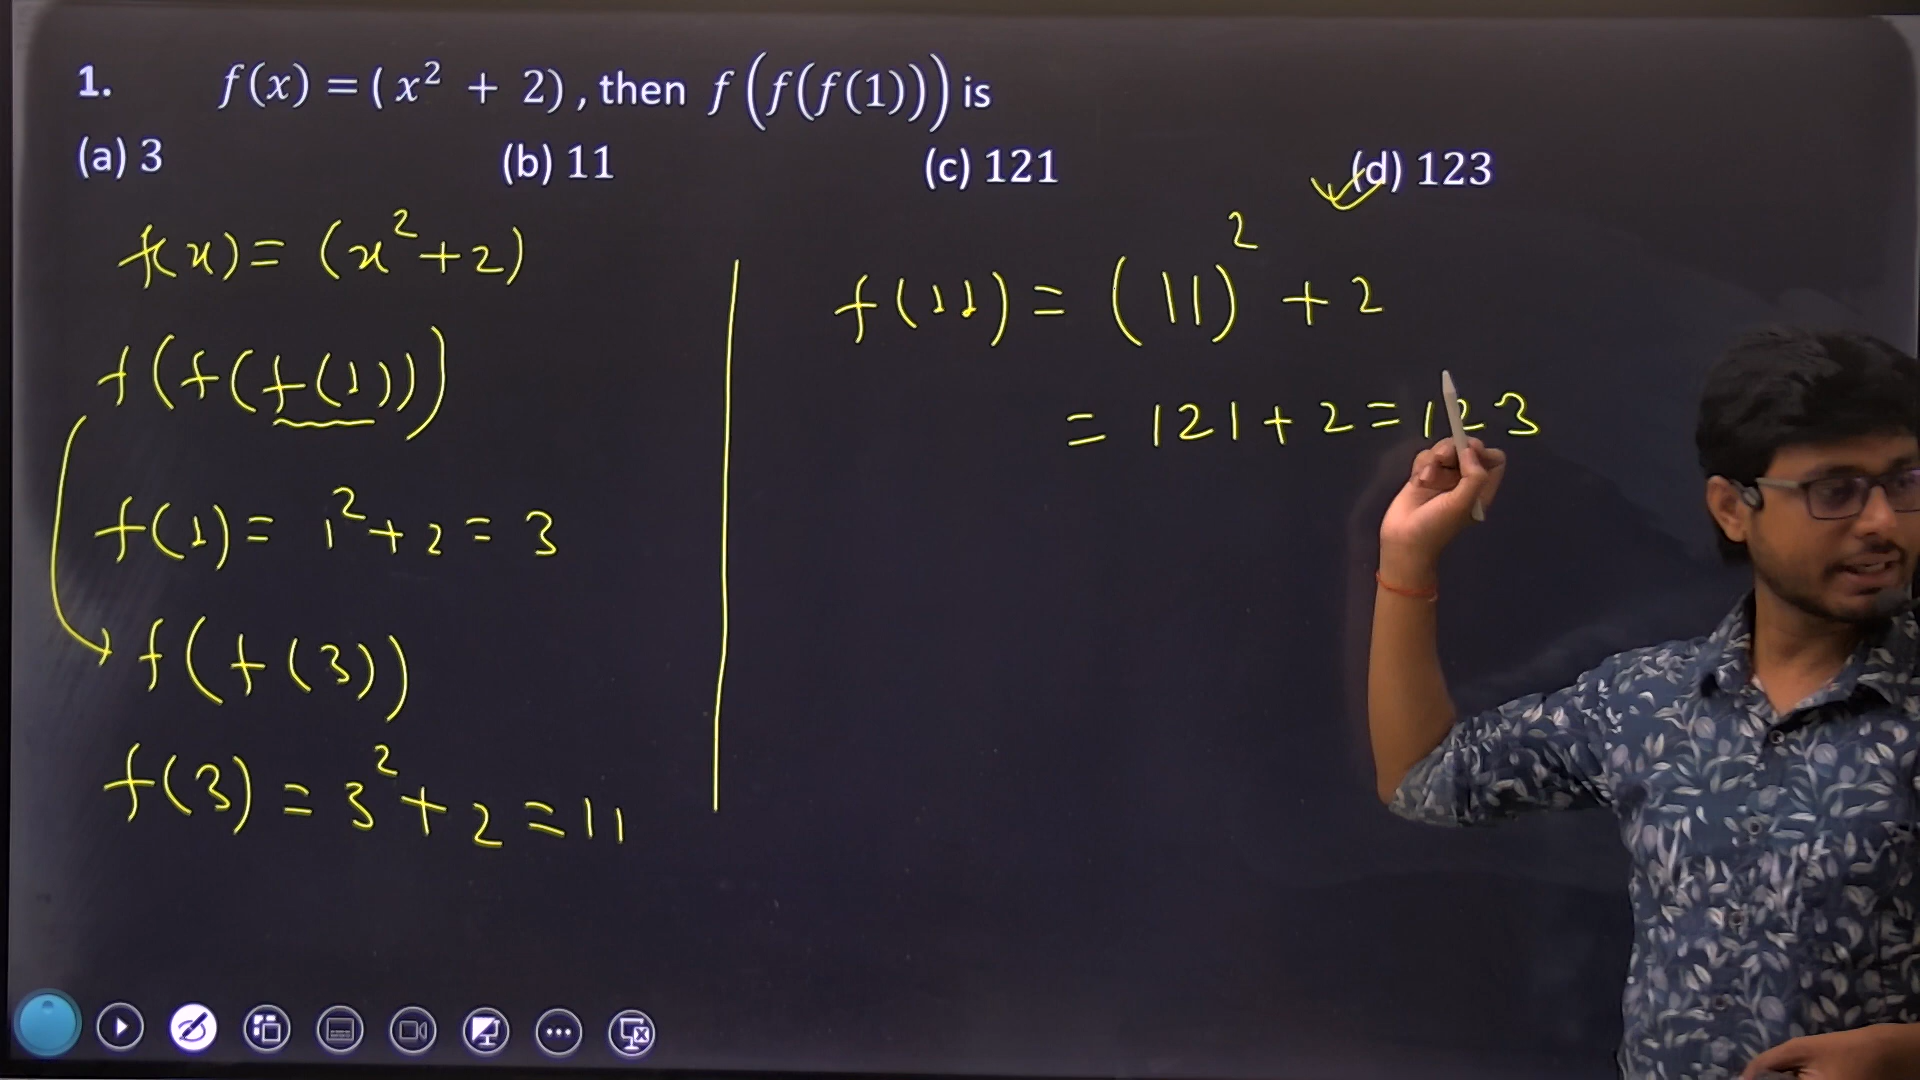 1. f(x) = ( x² + 2) , then f(f(f(1))) is
(a) 3 (b) 11 (c) 121 (d) 123
f(x) = (x²+2)
f(f(f(1)))
f(1) = 1²+2 = 3
f(f(3))
f(3) = 3²+2 = 11
f(11) = (11)² + 2
= 121 + 2 = 123